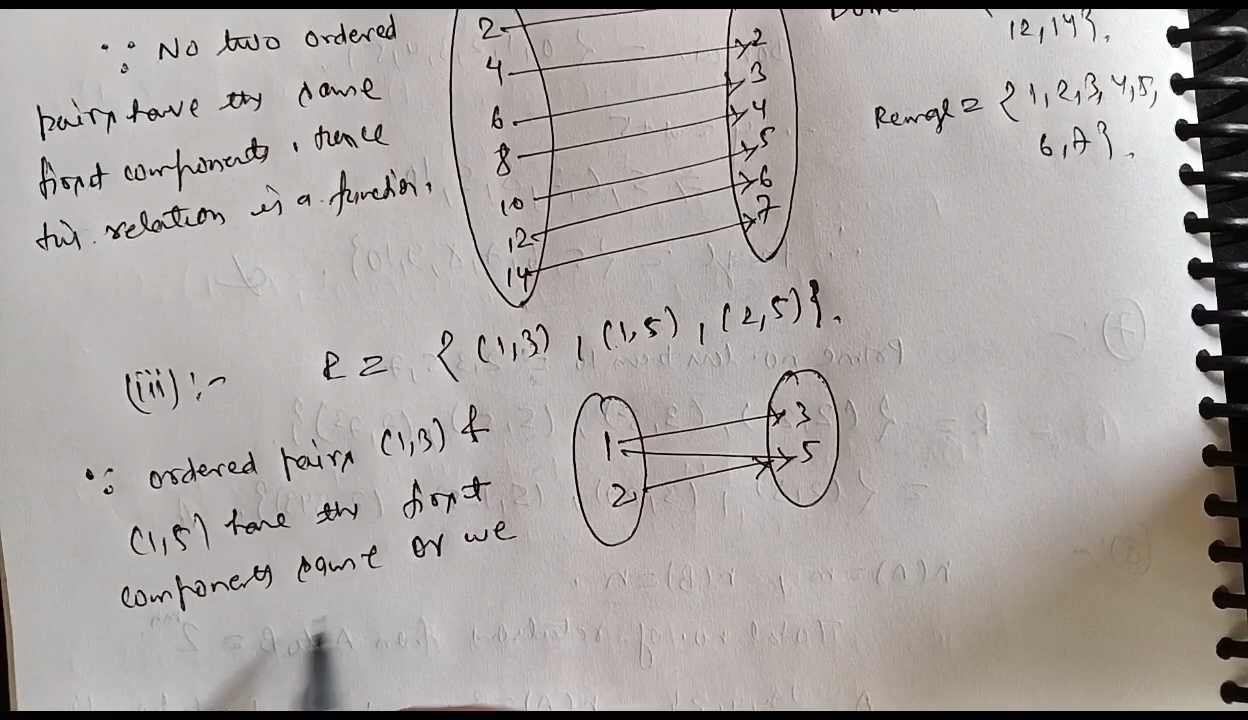 ∵ No two ordered
pairs have the same
first components, hence
this relation is a function.
2
4
6
8
10
12
14
2
3
4
5
6
7
12,14}.
Range = {1,2,3,4,5,
6,7}.
(iii) :- R = {(1,3), (1,5), (2,5)}.
∵ ordered pairs (1,3) &
(1,5) have the first
components same or we
1
2
3
5